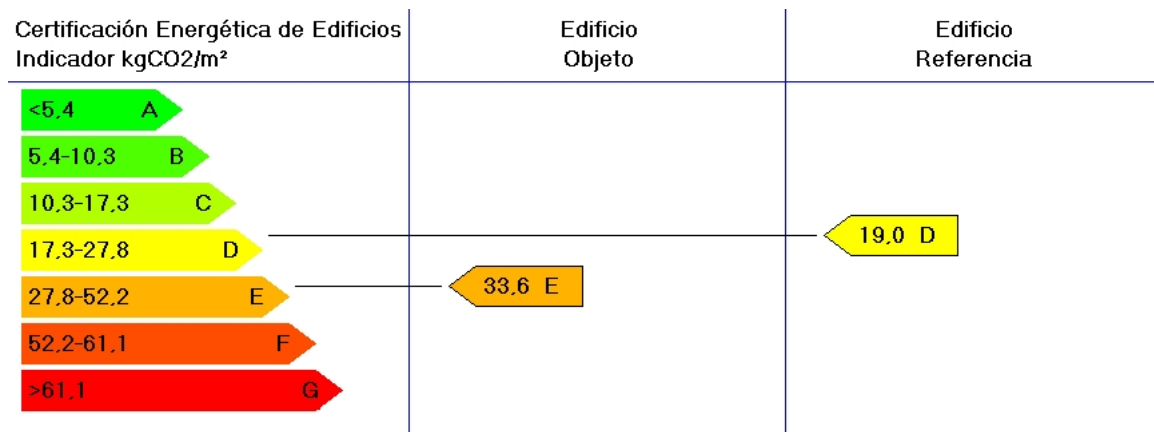 Certificación Energética de Edificios
Indicador kgCO2/m²
Edificio
Objeto
Edificio
Referencia
<5,4 A
5,4-10,3 B
10,3-17,3 C
17,3-27,8 D
19,0 D
27,8-52,2 E
33,6 E
52,2-61,1 F
>61,1 G